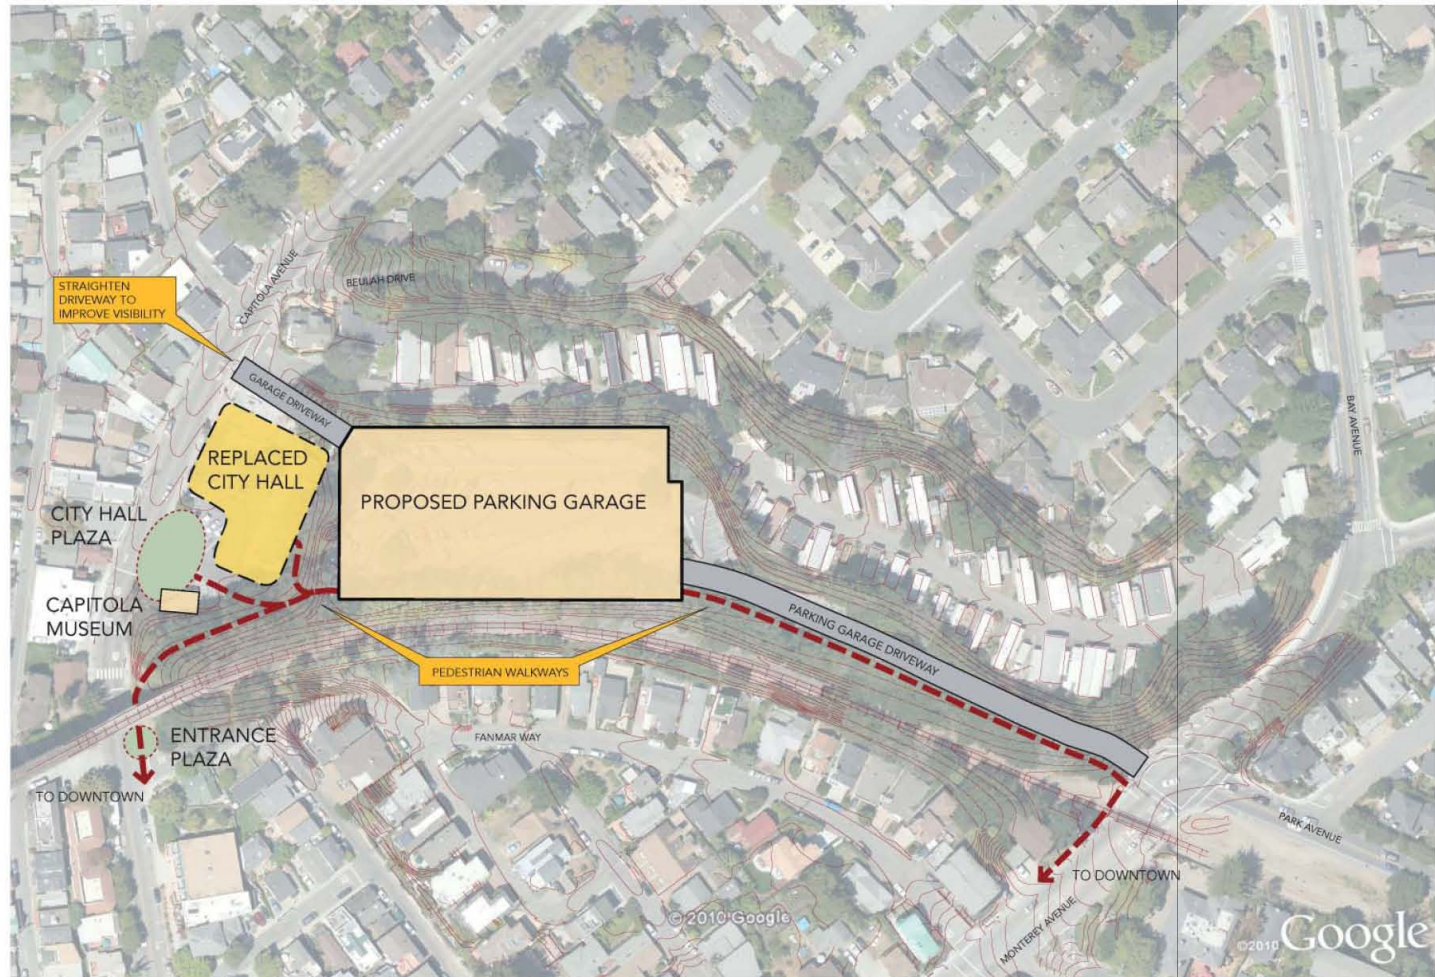 STRAIGHTEN
DRIVEWAY TO
IMPROVE VISIBILITY
CAPITOLA AVENUE
BEULAH DRIVE
GARAGE DRIVEWAY
REPLACED
CITY HALL
PROPOSED PARKING GARAGE
CITY HALL
PLAZA
CAPITOLA
MUSEUM
BAY AVENUE
PARKING GARAGE DRIVEWAY
PEDESTRIAN WALKWAYS
ENTRANCE
PLAZA
FANMAR WAY
TO DOWNTOWN
PARK AVENUE
TO DOWNTOWN
MONTEREY AVENUE
© 2010 Google
©2010 Google